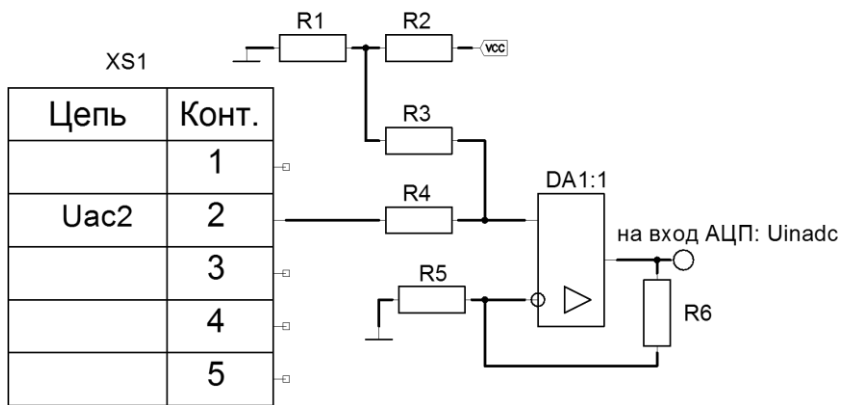 R1 R2
VCC
XS1
Цепь Конт.
R3
1
DA1:1
R4
Uac2 2
на вход АЦП: Uinadc
3
R5
4
R6
5